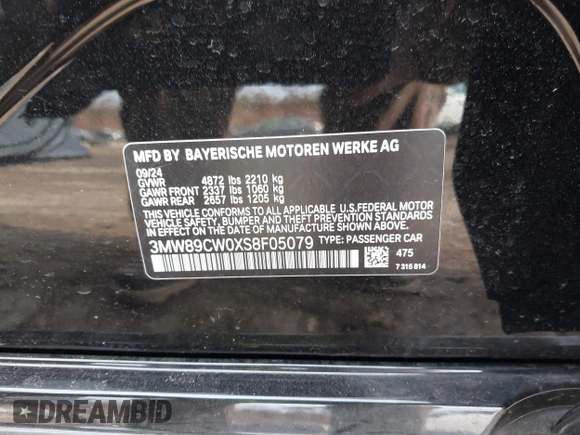 MFD BY BAYERISCHE MOTOREN WERKE AG
09/24
GVWR 4872 lbs 2210 kg
GAWR FRONT 2337 lbs 1060 kg
GAWR REAR 2657 lbs 1205 kg
THIS VEHICLE CONFORMS TO ALL APPLICABLE U.S.FEDERAL MOTOR
VEHICLE SAFETY, BUMPER AND THEFT PREVENTION STANDARDS
IN EFFECT ON THE DATE OF MANUFACTURE SHOWN ABOVE.
3MW89CW0XS8F05079 TYPE: PASSENGER CAR
475
7 315 814
DREAMBID